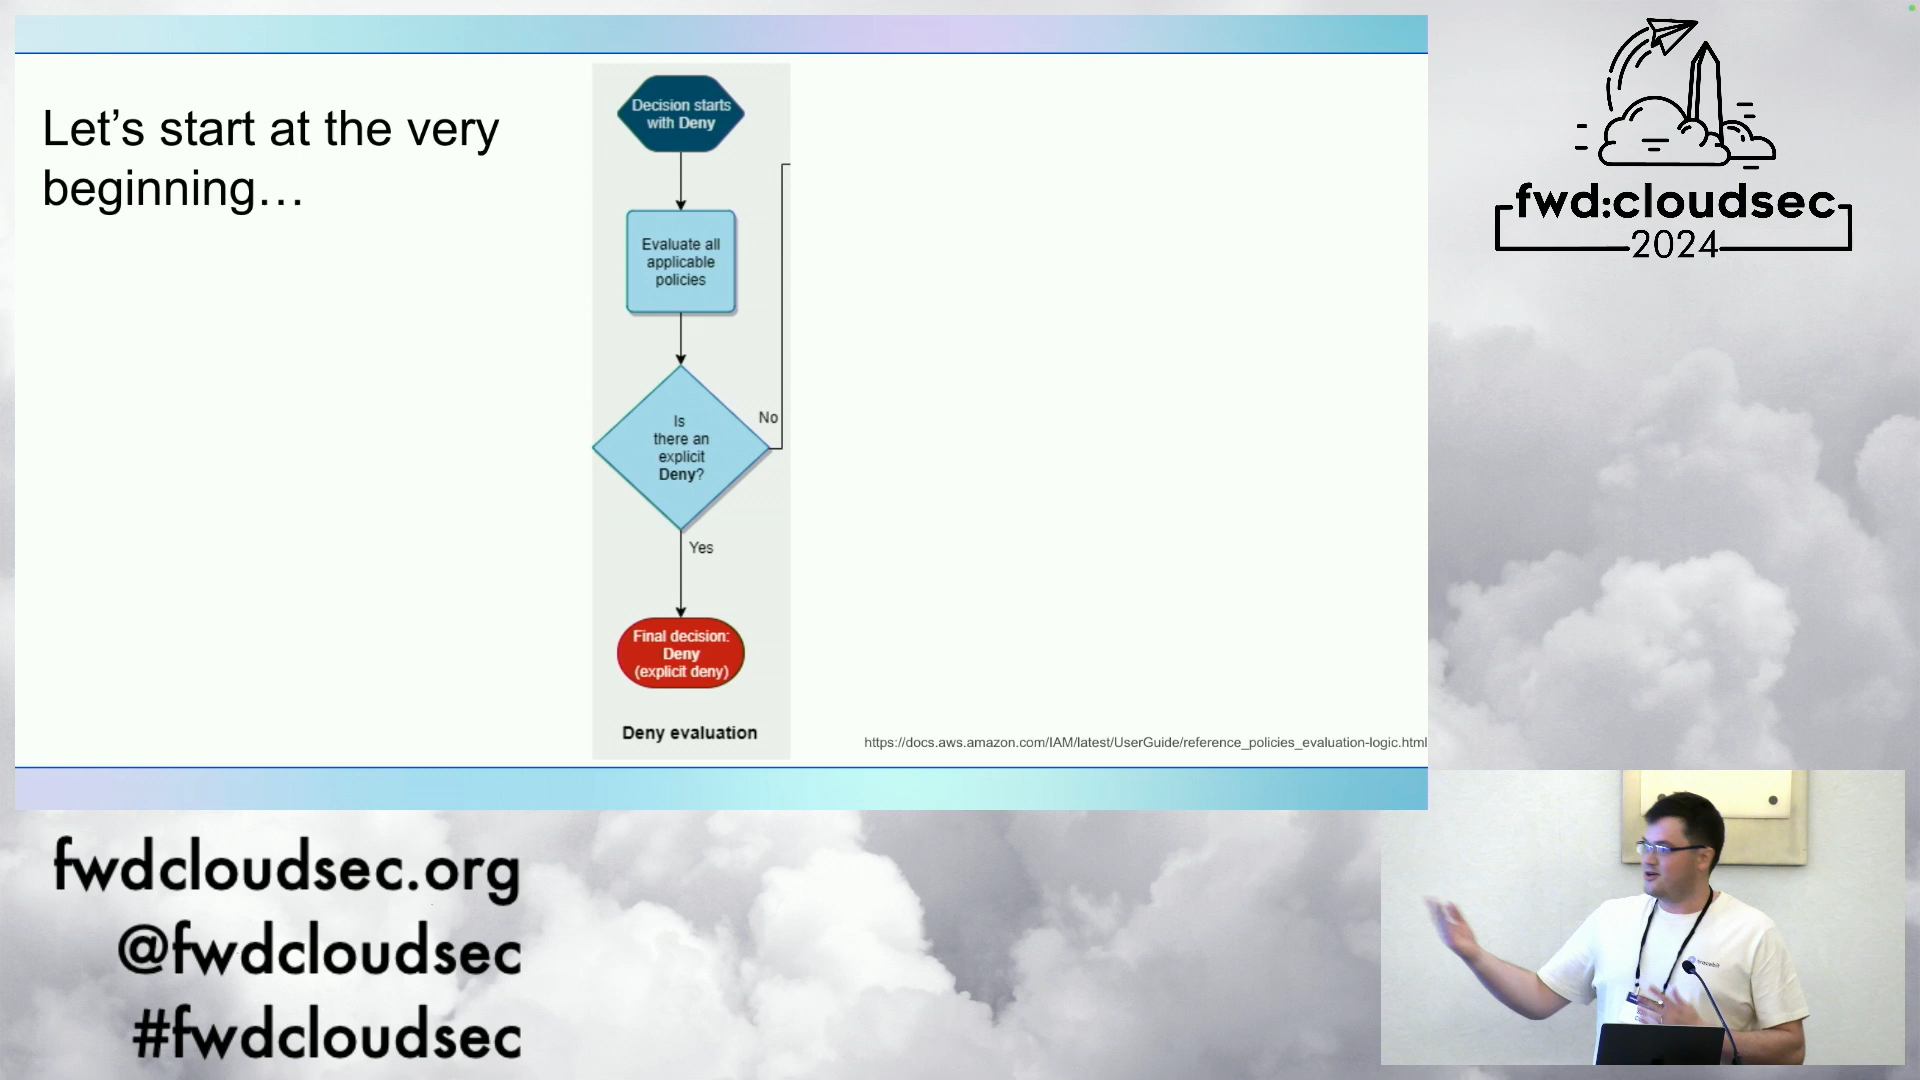 Let's start at the very
beginning…
Decision starts
with Deny
Evaluate all
applicable
policies
Is
there an
explicit
Deny?
No
Yes
Final decision:
Deny
(explicit deny)
Deny evaluation
https://docs.aws.amazon.com/IAM/latest/UserGuide/reference_policies_evaluation-logic.html
fwd:cloudsec
2024
fwdcloudsec.org
@fwdcloudsec
#fwdcloudsec
tracebit